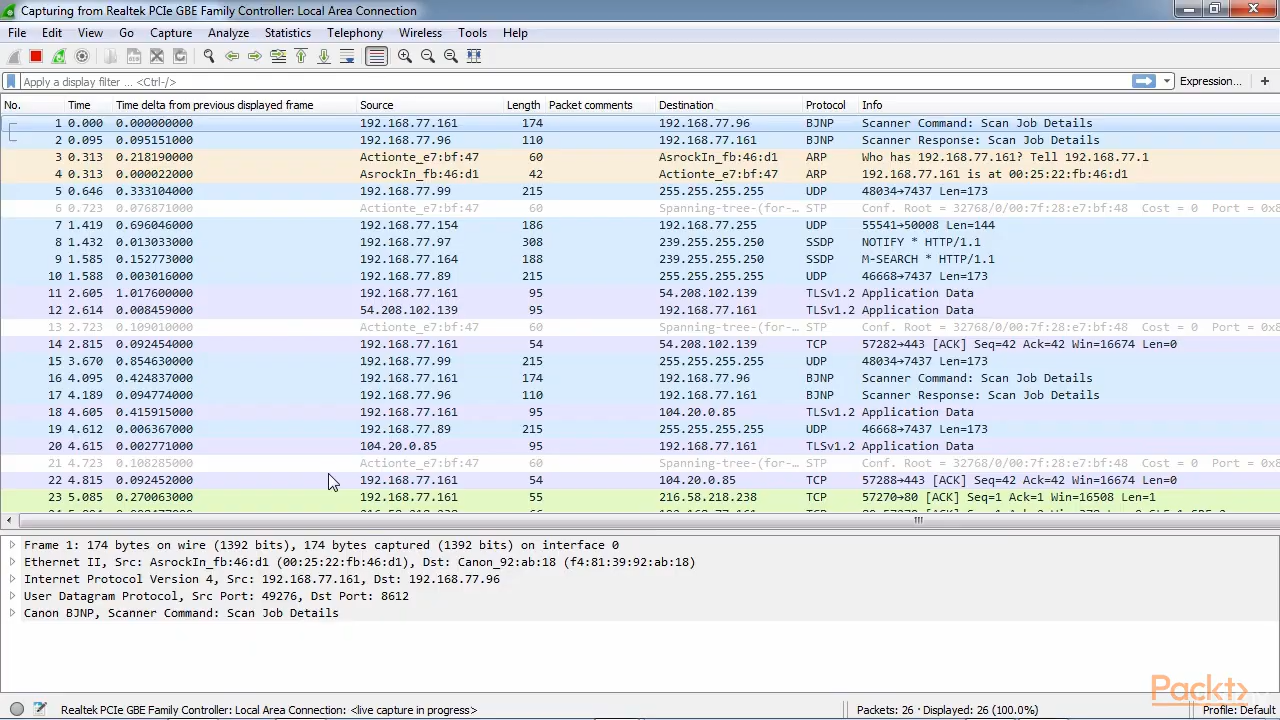 Capturing from Realtek PCIe GBE Family Controller: Local Area Connection
File Edit View Go Capture Analyze Statistics Telephony Wireless Tools Help
Apply a display filter ... <Ctrl-/> Expression... +
No. Time Time delta from previous displayed frame Source Length Packet comments Destination Protocol Info
1 0.000 0.000000000 192.168.77.161 174 192.168.77.96 BJNP Scanner Command: Scan Job Details
2 0.095 0.095151000 192.168.77.96 110 192.168.77.161 BJNP Scanner Response: Scan Job Details
3 0.313 0.218190000 Actionte_e7:bf:47 60 AsrockIn_fb:46:d1 ARP Who has 192.168.77.161? Tell 192.168.77.1
4 0.313 0.000022000 AsrockIn_fb:46:d1 42 Actionte_e7:bf:47 ARP 192.168.77.161 is at 00:25:22:fb:46:d1
5 0.646 0.333104000 192.168.77.99 215 255.255.255.255 UDP 48034→7437 Len=173
6 0.723 0.076871000 Actionte_e7:bf:47 60 Spanning-tree-(for-… STP Conf. Root = 32768/0/00:7f:28:e7:bf:48 Cost = 0 Port = 0x8
7 1.419 0.696046000 192.168.77.154 186 192.168.77.255 UDP 55541→50008 Len=144
8 1.432 0.013033000 192.168.77.97 308 239.255.255.250 SSDP NOTIFY * HTTP/1.1
9 1.585 0.152773000 192.168.77.164 188 239.255.255.250 SSDP M-SEARCH * HTTP/1.1
10 1.588 0.003016000 192.168.77.89 215 255.255.255.255 UDP 46668→7437 Len=173
11 2.605 1.017600000 192.168.77.161 95 54.208.102.139 TLSv1.2 Application Data
12 2.614 0.008459000 54.208.102.139 95 192.168.77.161 TLSv1.2 Application Data
13 2.723 0.109010000 Actionte_e7:bf:47 60 Spanning-tree-(for-… STP Conf. Root = 32768/0/00:7f:28:e7:bf:48 Cost = 0 Port = 0x8
14 2.815 0.092454000 192.168.77.161 54 54.208.102.139 TCP 57282→443 [ACK] Seq=42 Ack=42 Win=16674 Len=0
15 3.670 0.854630000 192.168.77.99 215 255.255.255.255 UDP 48034→7437 Len=173
16 4.095 0.424837000 192.168.77.161 174 192.168.77.96 BJNP Scanner Command: Scan Job Details
17 4.189 0.094774000 192.168.77.96 110 192.168.77.161 BJNP Scanner Response: Scan Job Details
18 4.605 0.415915000 192.168.77.161 95 104.20.0.85 TLSv1.2 Application Data
19 4.612 0.006367000 192.168.77.89 215 255.255.255.255 UDP 46668→7437 Len=173
20 4.615 0.002771000 104.20.0.85 95 192.168.77.161 TLSv1.2 Application Data
21 4.723 0.108285000 Actionte_e7:bf:47 60 Spanning-tree-(for-… STP Conf. Root = 32768/0/00:7f:28:e7:bf:48 Cost = 0 Port = 0x8
22 4.815 0.092452000 192.168.77.161 54 104.20.0.85 TCP 57288→443 [ACK] Seq=42 Ack=42 Win=16674 Len=0
23 5.085 0.270063000 192.168.77.161 55 216.58.218.238 TCP 57270→80 [ACK] Seq=1 Ack=1 Win=16508 Len=1
Frame 1: 174 bytes on wire (1392 bits), 174 bytes captured (1392 bits) on interface 0
Ethernet II, Src: AsrockIn_fb:46:d1 (00:25:22:fb:46:d1), Dst: Canon_92:ab:18 (f4:81:39:92:ab:18)
Internet Protocol Version 4, Src: 192.168.77.161, Dst: 192.168.77.96
User Datagram Protocol, Src Port: 49276, Dst Port: 8612
Canon BJNP, Scanner Command: Scan Job Details
Packt
Realtek PCIe GBE Family Controller: Local Area Connection: <live capture in progress> Packets: 26 · Displayed: 26 (100.0%) Profile: Default